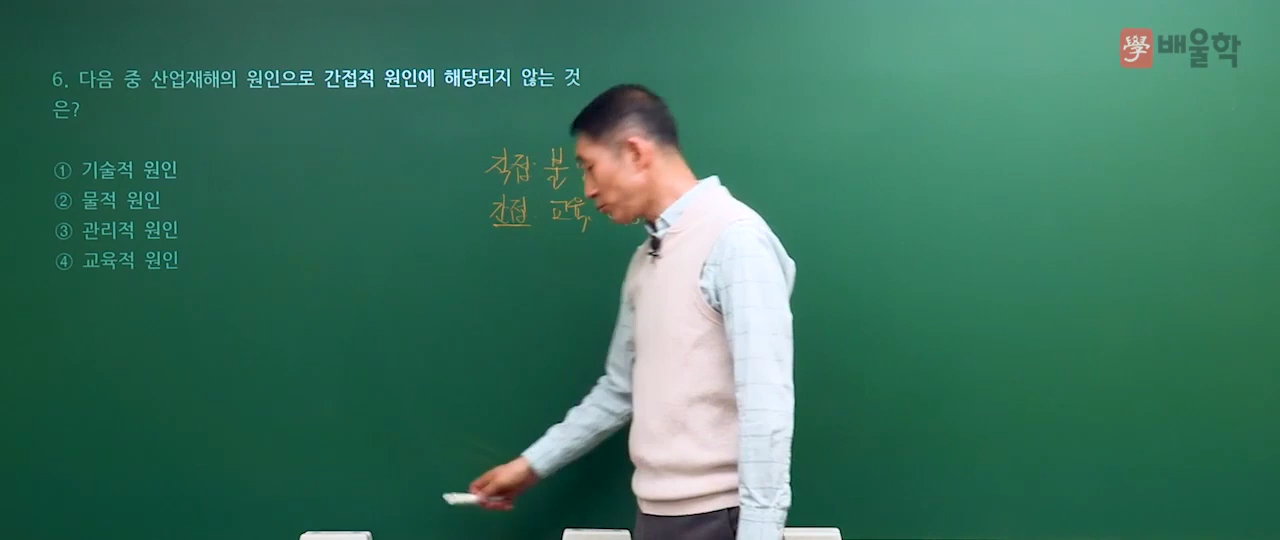 學 배울학
6. 다음 중 산업재해의 원인으로 간접적 원인에 해당되지 않는 것
은?
① 기술적 원인
② 물적 원인
③ 관리적 원인
④ 교육적 원인
직접. 불
간접. 교육,